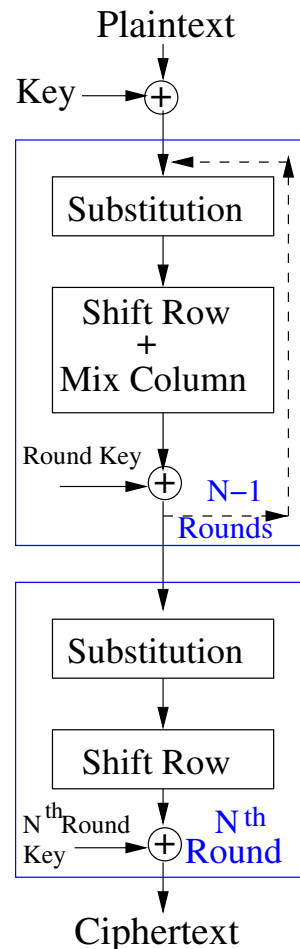 Plaintext
Key
+
Substitution
Shift Row
+
Mix Column
Round Key
+
N−1
Rounds
Substitution
Shift Row
N th Round
Key
+
N th
Round
Ciphertext